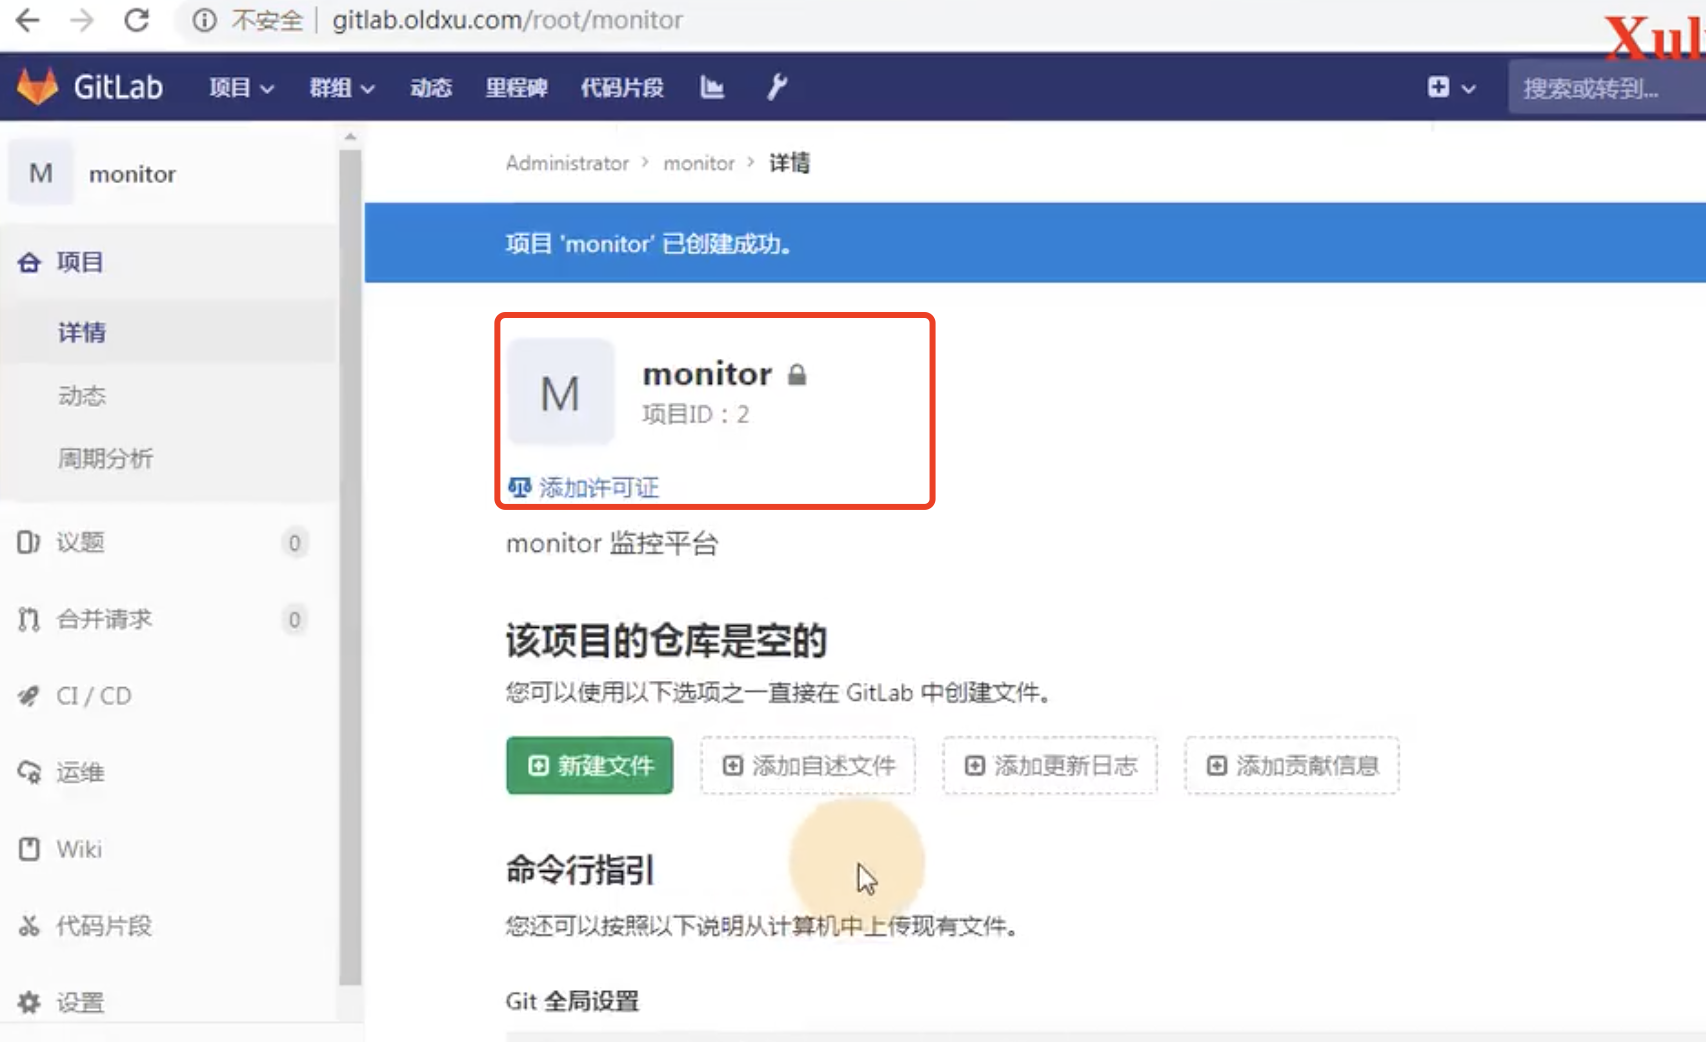 不安全 gitlab.oldxu.com/root/monitor
GitLab 项目 群组 动态 里程碑 代码片段 搜索或转到...
M monitor
项目
详情
动态
周期分析
议题 0
合并请求 0
CI / CD
运维
Wiki
代码片段
设置
Administrator > monitor > 详情
项目 'monitor' 已创建成功。
M
monitor
项目ID：2
添加许可证
monitor 监控平台
该项目的仓库是空的
您可以使用以下选项之一直接在 GitLab 中创建文件。
新建文件 添加自述文件 添加更新日志 添加贡献信息
命令行指引
您还可以按照以下说明从计算机中上传现有文件。
Git 全局设置